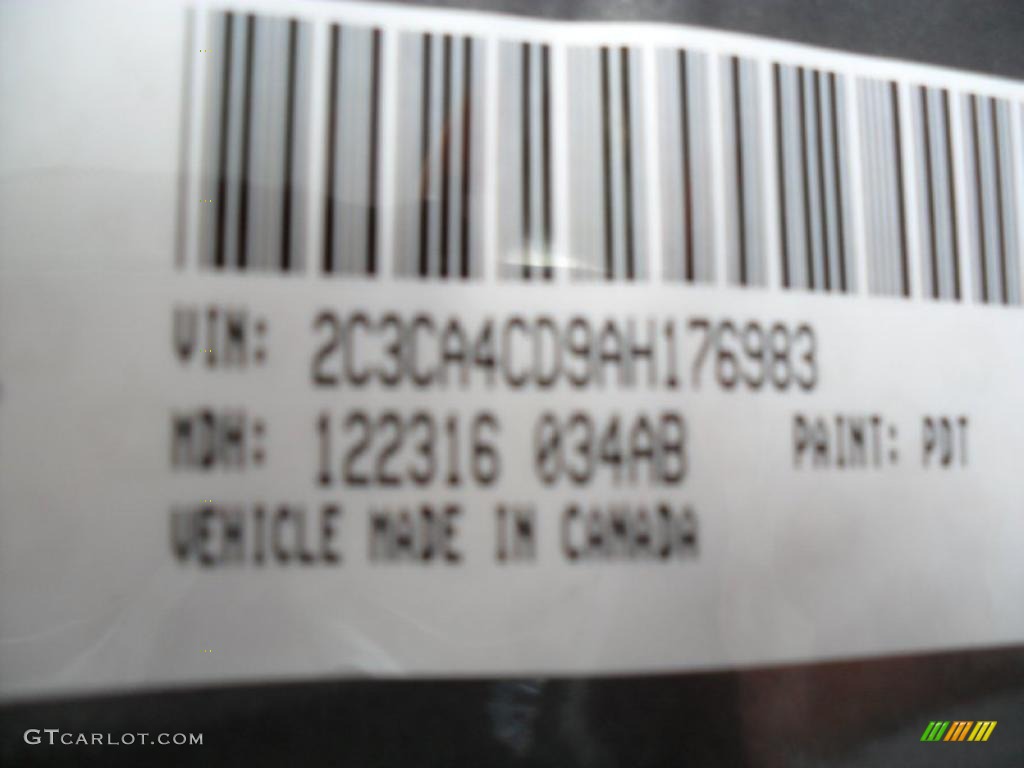 VIN: 2C3CA4CD9AH176983
MDH: 122316 034AB PAINT: PDT
VEHICLE MADE IN CANADA
GTCARLOT.COM